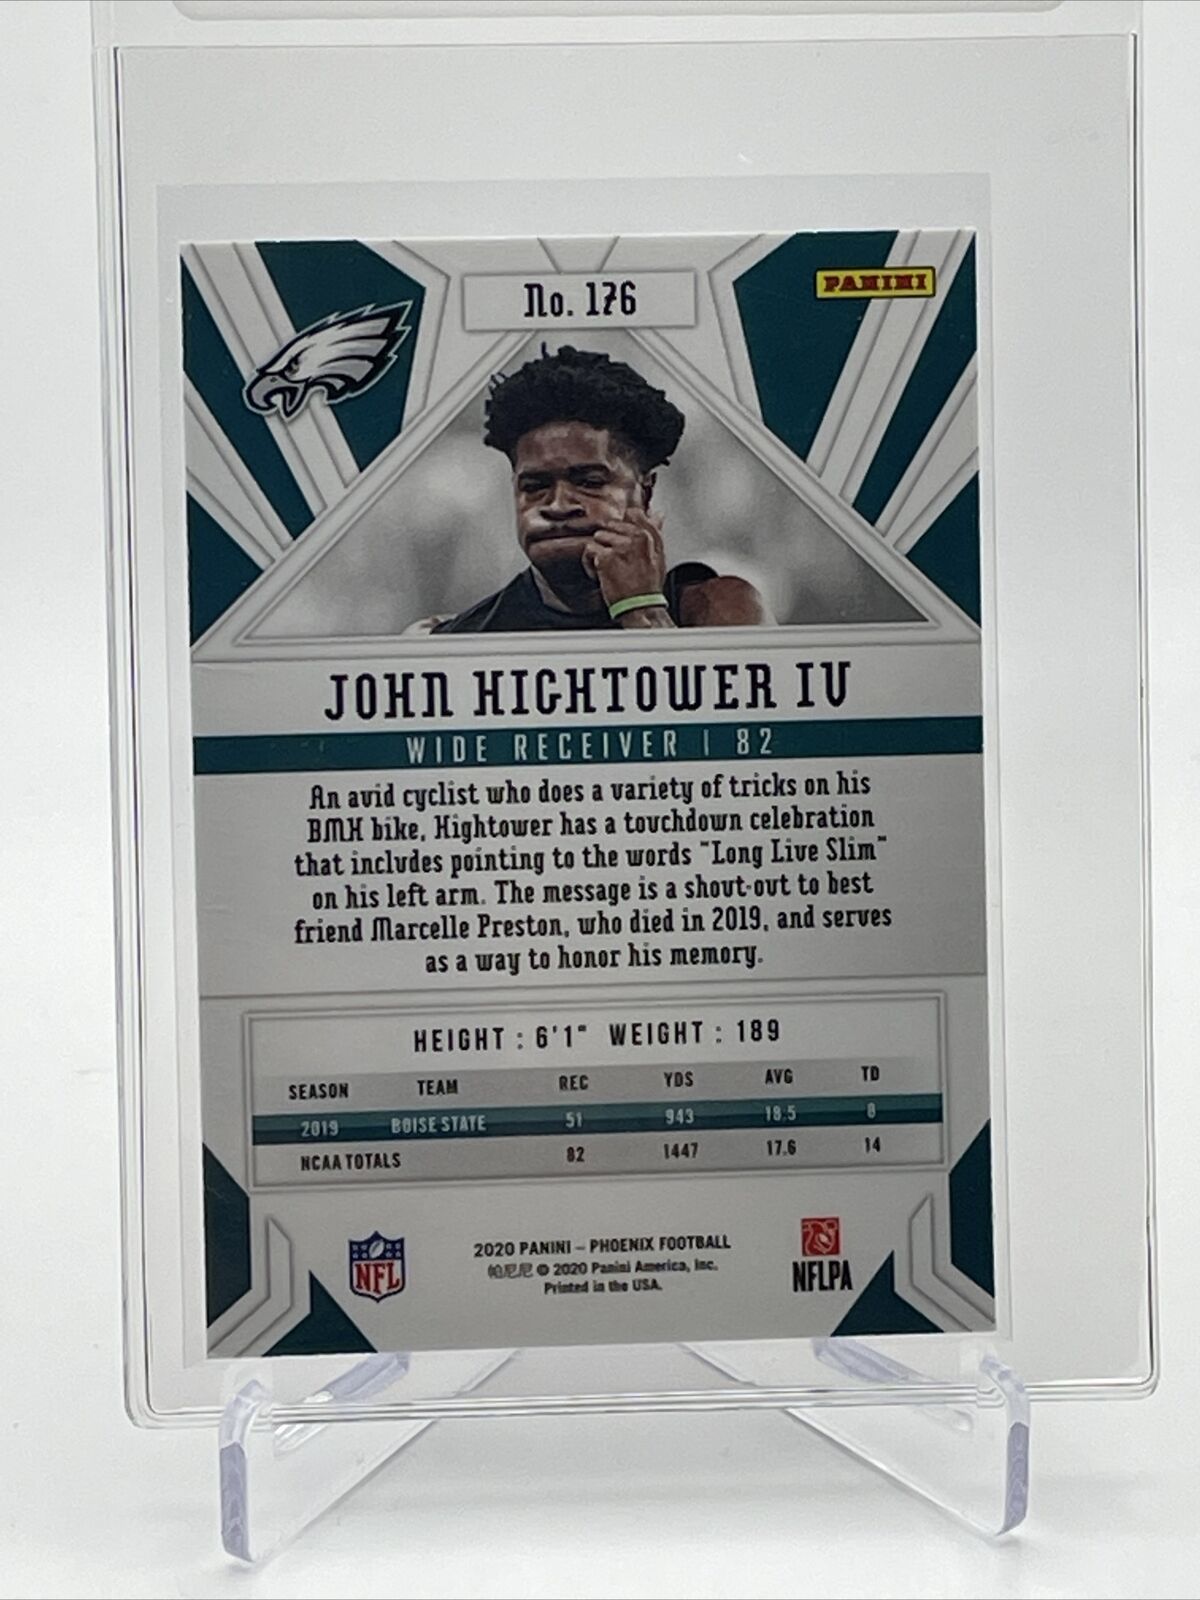 No. 176
PANINI
JOHN HIGHTOWER IV
WIDE RECEIVER | 82
An avid cyclist who does a variety of tricks on his
BMX bike, Hightower has a touchdown celebration
that includes pointing to the words "Long Live Slim"
on his left arm. The message is a shout-out to best
friend Marcelle Preston, who died in 2019, and serves
as a way to honor his memory.
HEIGHT : 6'1" WEIGHT : 189
SEASON TEAM REC YDS AVG TD
2019 BOISE STATE 51 943 18.5 8
NCAA TOTALS 82 1447 17.6 14
NFL
2020 PANINI – PHOENIX FOOTBALL
帕尼尼 © 2020 Panini America, Inc.
Printed in the USA.
NFLPA